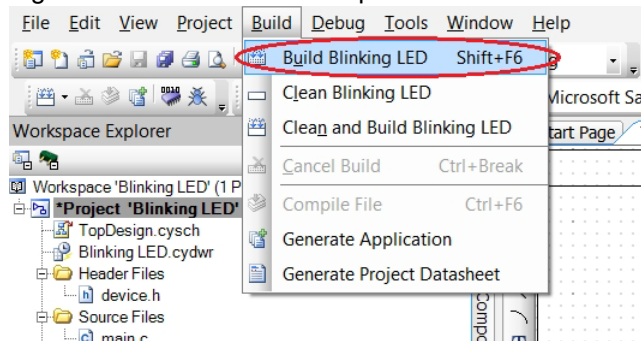 File Edit View Project Build Debug Tools Window Help
Build Blinking LED Shift+F6
Clean Blinking LED
Microsoft Sa
Workspace Explorer
Clean and Build Blinking LED
tart Page
Cancel Build Ctrl+Break
Workspace 'Blinking LED' (1 P
*Project 'Blinking LED'
Compile File Ctrl+F6
TopDesign.cysch
Generate Application
Blinking LED.cydwr
Header Files
Generate Project Datasheet
device.h
Source Files
main.c
Compo